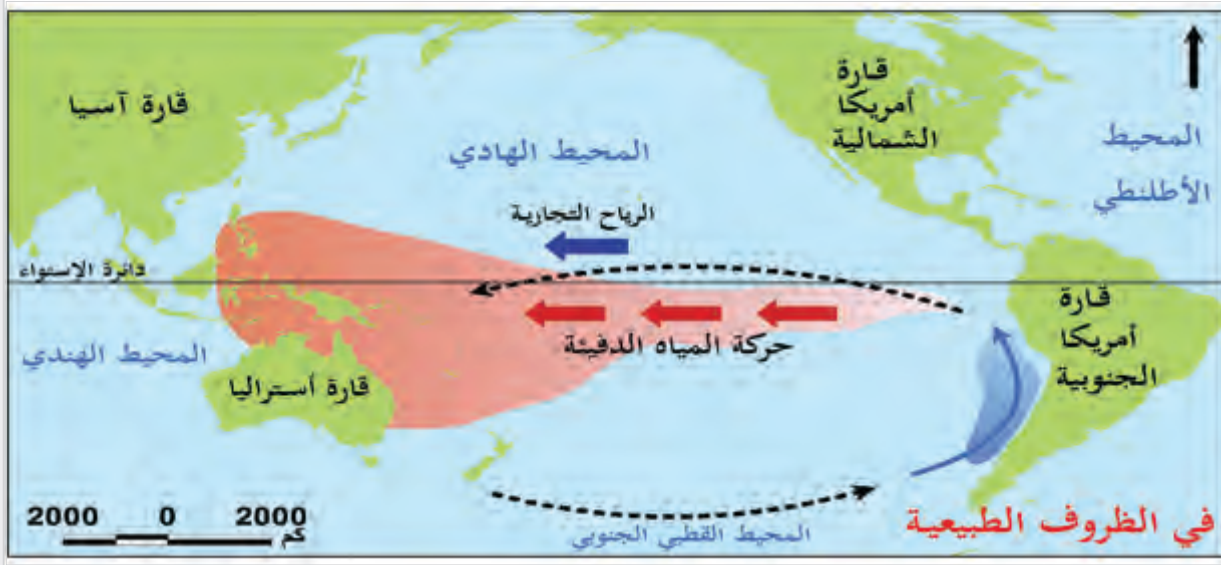 قارة
أمريكا
الشمالية
قارة آسيا
المحيط
الأطلنطي
المحيط الهادي
الرياح التجارية
دائرة الإستواء
قارة
أمريكا
الجنوبية
حركة المياه الدفيئة
المحيط الهندي
قارة أستراليا
2000 0 2000
كم
المحيط القطبي الجنوبي
في الظروف الطبيعية